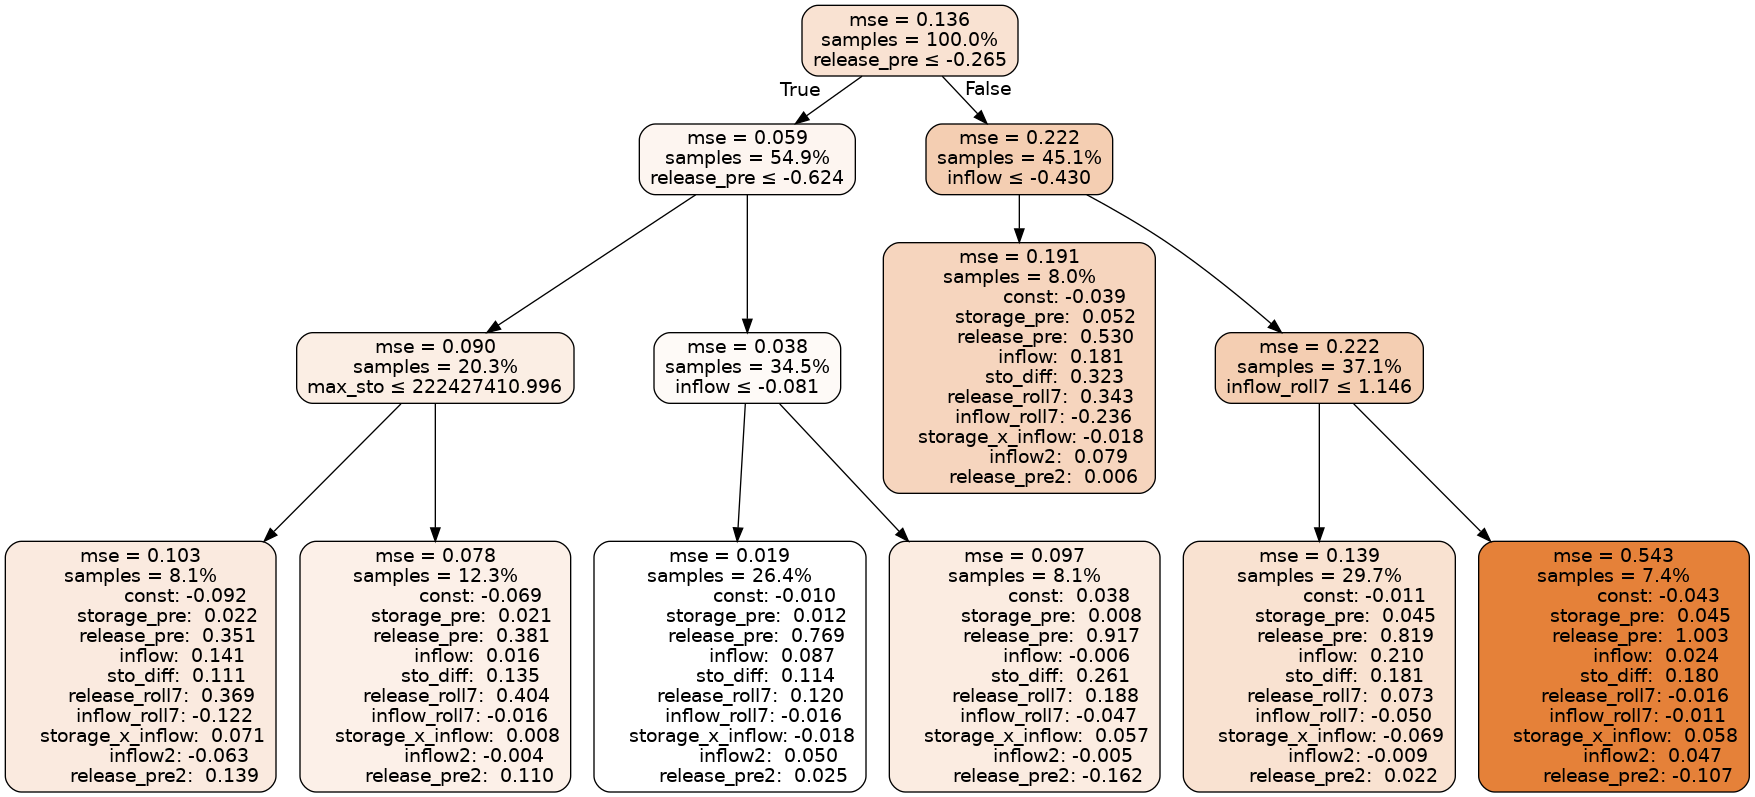 mse = 0.136
samples = 100.0%
release_pre ≤ -0.265
True
False
mse = 0.059
samples = 54.9%
release_pre ≤ -0.624
mse = 0.222
samples = 45.1%
inflow ≤ -0.430
mse = 0.090
samples = 20.3%
max_sto ≤ 222427410.996
mse = 0.038
samples = 34.5%
inflow ≤ -0.081
mse = 0.191
samples = 8.0%
const: -0.039
storage_pre: 0.052
release_pre: 0.530
inflow: 0.181
sto_diff: 0.323
release_roll7: 0.343
inflow_roll7: -0.236
storage_x_inflow: -0.018
inflow2: 0.079
release_pre2: 0.006
mse = 0.222
samples = 37.1%
inflow_roll7 ≤ 1.146
mse = 0.103
samples = 8.1%
const: -0.092
storage_pre: 0.022
release_pre: 0.351
inflow: 0.141
sto_diff: 0.111
release_roll7: 0.369
inflow_roll7: -0.122
storage_x_inflow: 0.071
inflow2: -0.063
release_pre2: 0.139
mse = 0.078
samples = 12.3%
const: -0.069
storage_pre: 0.021
release_pre: 0.381
inflow: 0.016
sto_diff: 0.135
release_roll7: 0.404
inflow_roll7: -0.016
storage_x_inflow: 0.008
inflow2: -0.004
release_pre2: 0.110
mse = 0.019
samples = 26.4%
const: -0.010
storage_pre: 0.012
release_pre: 0.769
inflow: 0.087
sto_diff: 0.114
release_roll7: 0.120
inflow_roll7: -0.016
storage_x_inflow: -0.018
inflow2: 0.050
release_pre2: 0.025
mse = 0.097
samples = 8.1%
const: 0.038
storage_pre: 0.008
release_pre: 0.917
inflow: -0.006
sto_diff: 0.261
release_roll7: 0.188
inflow_roll7: -0.047
storage_x_inflow: 0.057
inflow2: -0.005
release_pre2: -0.162
mse = 0.139
samples = 29.7%
const: -0.011
storage_pre: 0.045
release_pre: 0.819
inflow: 0.210
sto_diff: 0.181
release_roll7: 0.073
inflow_roll7: -0.050
storage_x_inflow: -0.069
inflow2: -0.009
release_pre2: 0.022
mse = 0.543
samples = 7.4%
const: -0.043
storage_pre: 0.045
release_pre: 1.003
inflow: 0.024
sto_diff: 0.180
release_roll7: -0.016
inflow_roll7: -0.011
storage_x_inflow: 0.058
inflow2: 0.047
release_pre2: -0.107